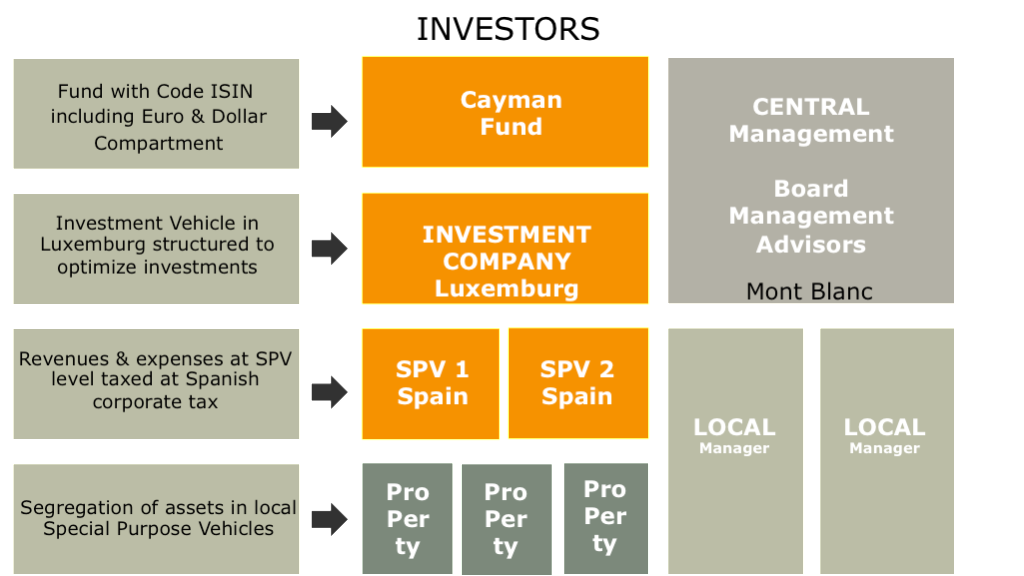 INVESTORS
Fund with Code ISIN
including Euro & Dollar
Compartment
Cayman
Fund
CENTRAL
Management
Board
Management
Advisors
Mont Blanc
Investment Vehicle in
Luxemburg structured to
optimize investments
INVESTMENT
COMPANY
Luxemburg
Revenues & expenses at SPV
level taxed at Spanish
corporate tax
SPV 1
Spain
SPV 2
Spain
LOCAL
Manager
LOCAL
Manager
Segregation of assets in local
Special Purpose Vehicles
Pro
Per
ty
Pro
Per
ty
Pro
Per
ty